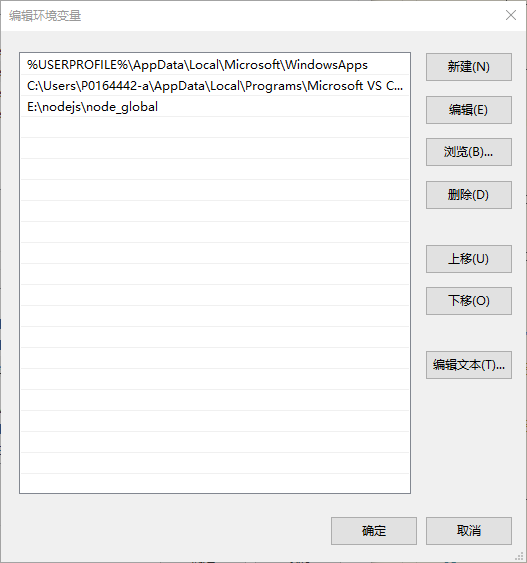 编辑环境变量
%USERPROFILE%\AppData\Local\Microsoft\WindowsApps
C:\Users\P0164442-a\AppData\Local\Programs\Microsoft VS C...
E:\nodejs\node_global
新建(N)
编辑(E)
浏览(B)...
删除(D)
上移(U)
下移(O)
编辑文本(T)...
确定
取消